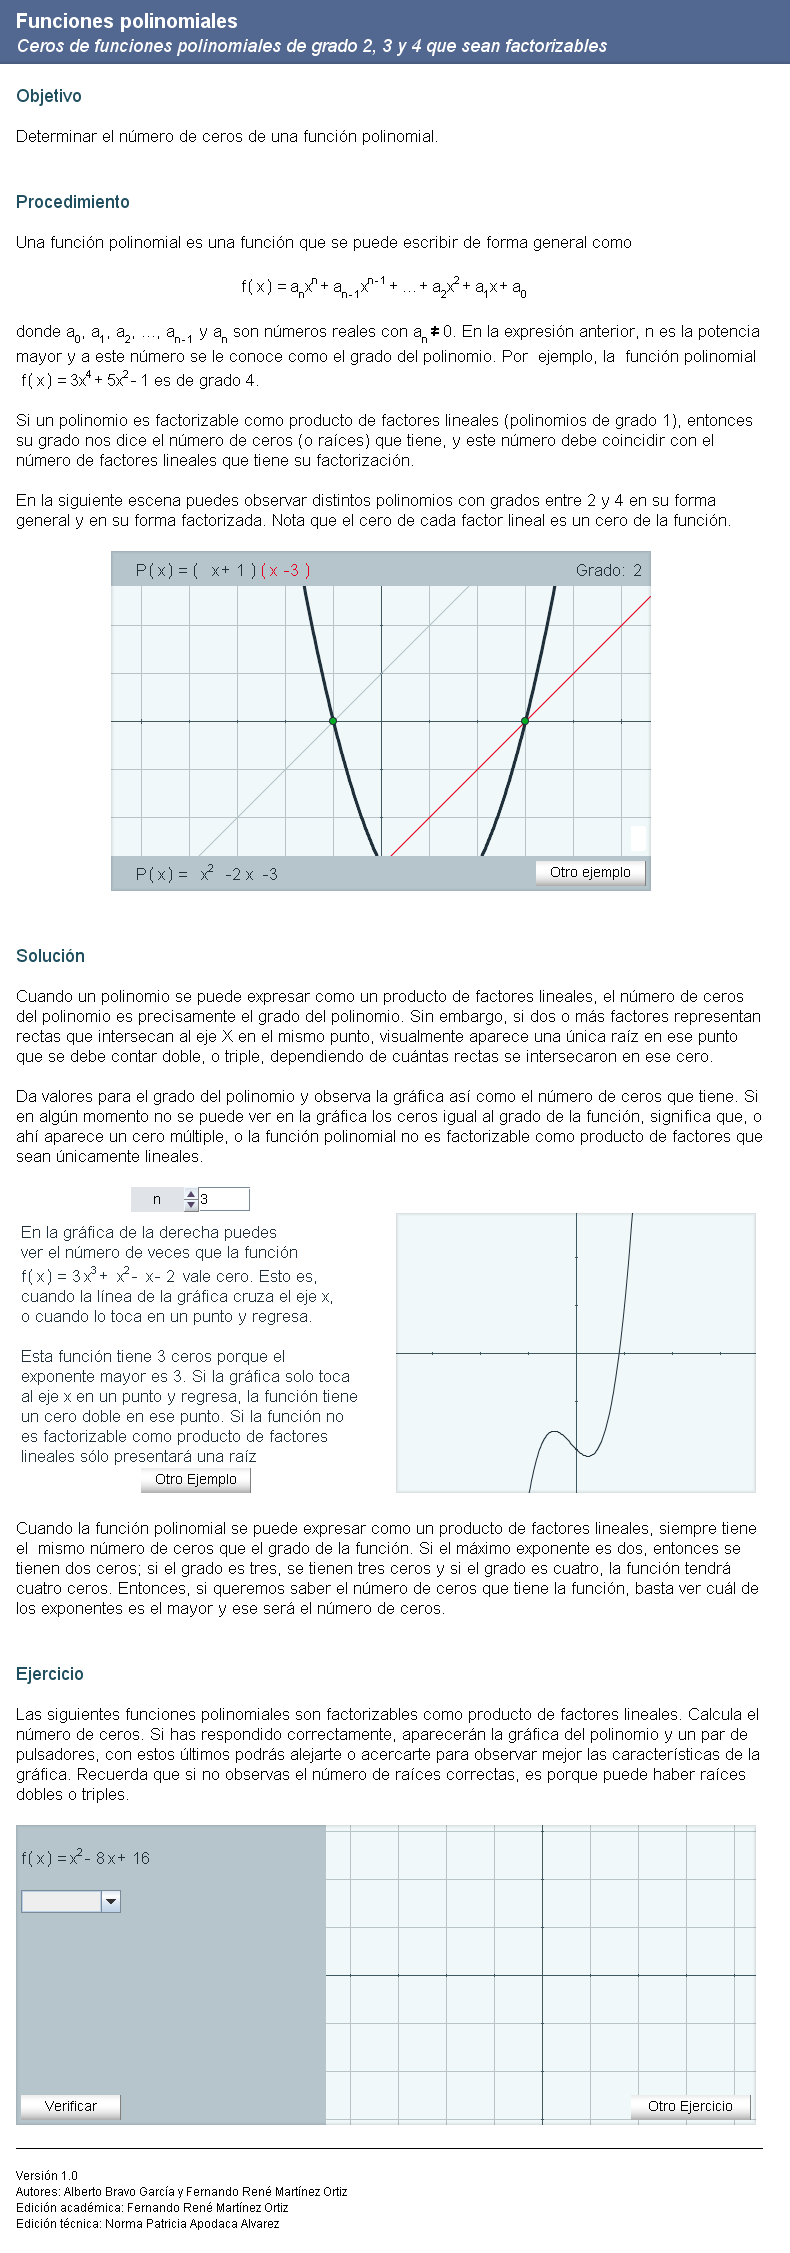 Funciones polinomiales
Ceros de funciones polinomiales de grado 2, 3 y 4 que sean factorizables
Objetivo
Determinar el número de ceros de una función polinomial.
Procedimiento
Una función polinomial es una función que se puede escribir de forma general como
f( x ) = aₙxⁿ + aₙ₋₁xⁿ⁻¹ + ... + a₂x² + a₁x + a₀
donde a₀, a₁, a₂, ..., aₙ₋₁ y aₙ son números reales con aₙ ≠ 0. En la expresión anterior, n es la potencia
mayor y a este número se le conoce como el grado del polinomio. Por ejemplo, la función polinomial
f( x ) = 3x⁴ + 5x² - 1 es de grado 4.
Si un polinomio es factorizable como producto de factores lineales (polinomios de grado 1), entonces
su grado nos dice el número de ceros (o raíces) que tiene, y este número debe coincidir con el
número de factores lineales que tiene su factorización.
En la siguiente escena puedes observar distintos polinomios con grados entre 2 y 4 en su forma
general y en su forma factorizada. Nota que el cero de cada factor lineal es un cero de la función.
P( x ) = ( x + 1 ) ( x -3 ) Grado: 2
P( x ) = x² -2 x -3 Otro ejemplo
Solución
Cuando un polinomio se puede expresar como un producto de factores lineales, el número de ceros
del polinomio es precisamente el grado del polinomio. Sin embargo, si dos o más factores representan
rectas que intersecan al eje X en el mismo punto, visualmente aparece una única raíz en ese punto
que se debe contar doble, o triple, dependiendo de cuántas rectas se intersecaron en ese cero.
Da valores para el grado del polinomio y observa la gráfica así como el número de ceros que tiene. Si
en algún momento no se puede ver en la gráfica los ceros igual al grado de la función, significa que, o
ahí aparece un cero múltiple, o la función polinomial no es factorizable como producto de factores que
sean únicamente lineales.
n 3
En la gráfica de la derecha puedes
ver el número de veces que la función
f( x ) = 3 x³ + x² - x - 2 vale cero. Esto es,
cuando la línea de la gráfica cruza el eje x,
o cuando lo toca en un punto y regresa.
Esta función tiene 3 ceros porque el
exponente mayor es 3. Si la gráfica solo toca
al eje x en un punto y regresa, la función tiene
un cero doble en ese punto. Si la función no
es factorizable como producto de factores
lineales sólo presentará una raíz
Otro Ejemplo
Cuando la función polinomial se puede expresar como un producto de factores lineales, siempre tiene
el mismo número de ceros que el grado de la función. Si el máximo exponente es dos, entonces se
tienen dos ceros; si el grado es tres, se tienen tres ceros y si el grado es cuatro, la función tendrá
cuatro ceros. Entonces, si queremos saber el número de ceros que tiene la función, basta ver cuál de
los exponentes es el mayor y ese será el número de ceros.
Ejercicio
Las siguientes funciones polinomiales son factorizables como producto de factores lineales. Calcula el
número de ceros. Si has respondido correctamente, aparecerán la gráfica del polinomio y un par de
pulsadores, con estos últimos podrás alejarte o acercarte para observar mejor las características de la
gráfica. Recuerda que si no observas el número de raíces correctas, es porque puede haber raíces
dobles o triples.
f( x ) = x² - 8 x + 16
Verificar Otro Ejercicio
Versión 1.0
Autores: Alberto Bravo García y Fernando René Martínez Ortiz
Edición académica: Fernando René Martínez Ortiz
Edición técnica: Norma Patricia Apodaca Alvarez